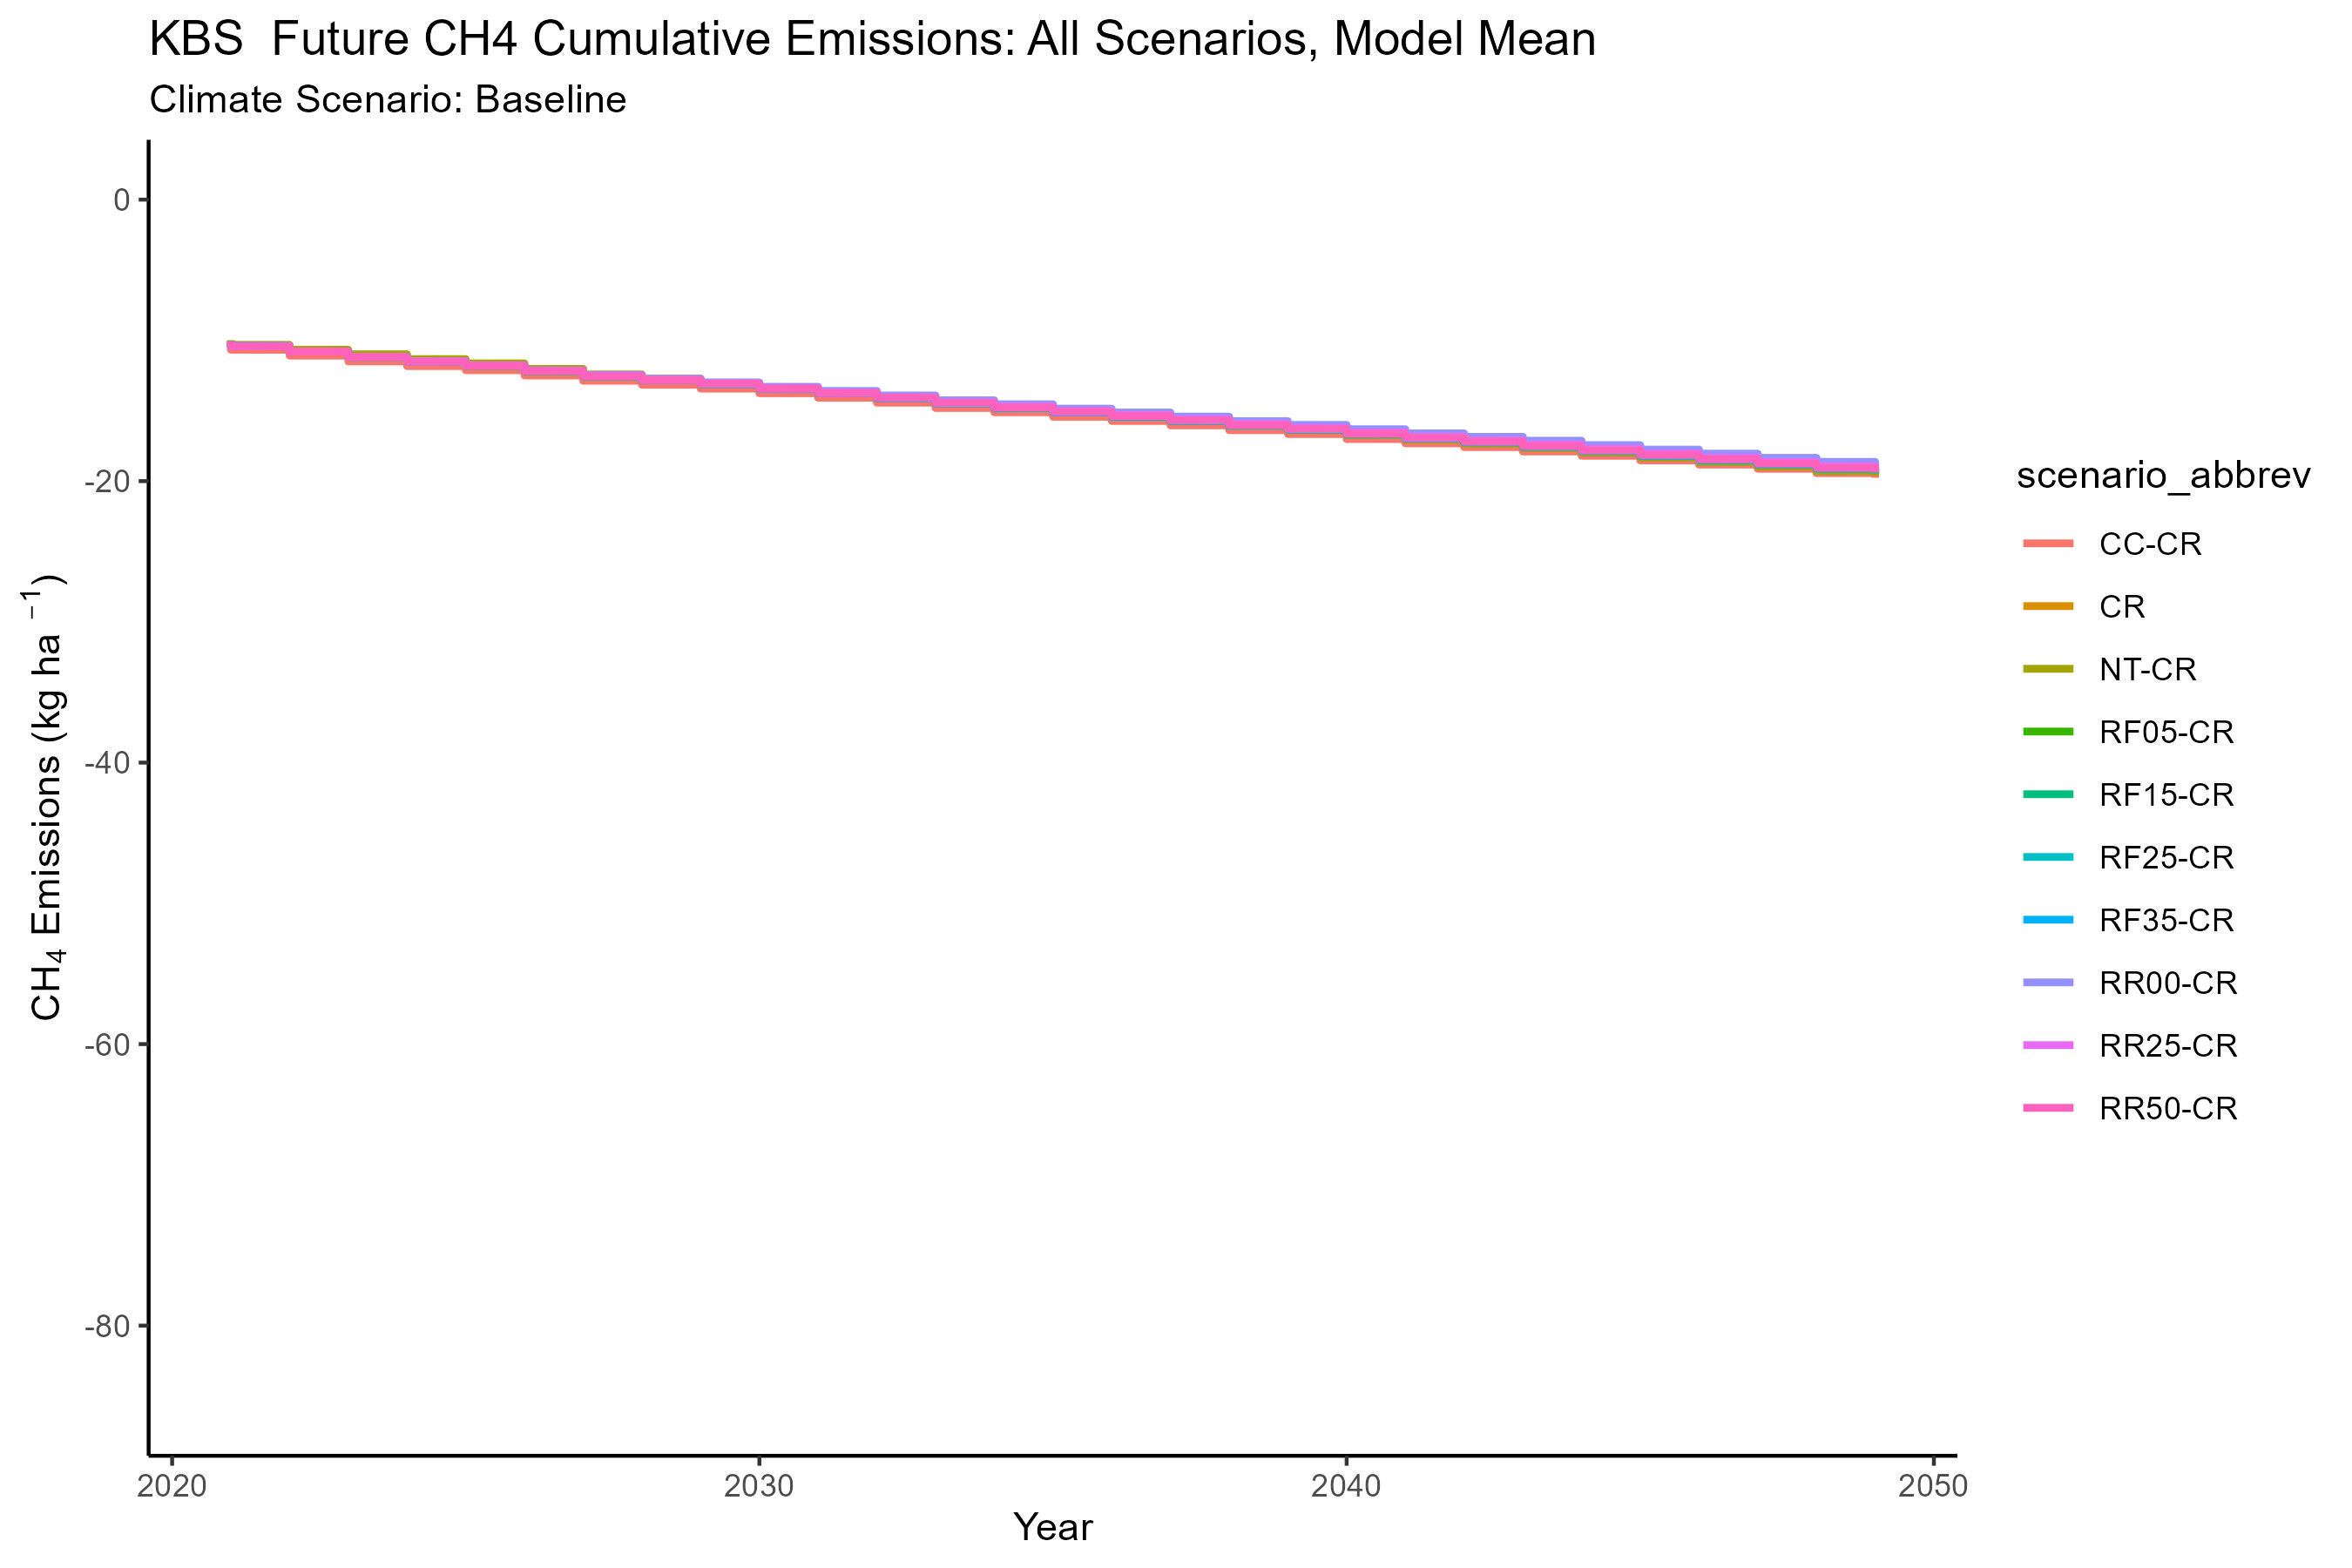 KBS  Future CH4 Cumulative Emissions: All Scenarios, Model Mean
Climate Scenario: Baseline
CH₄ Emissions (kg ha ⁻¹)
0
-20
-40
-60
-80
2020
2030
2040
2050
Year
scenario_abbrev
CC-CR
CR
NT-CR
RF05-CR
RF15-CR
RF25-CR
RF35-CR
RR00-CR
RR25-CR
RR50-CR